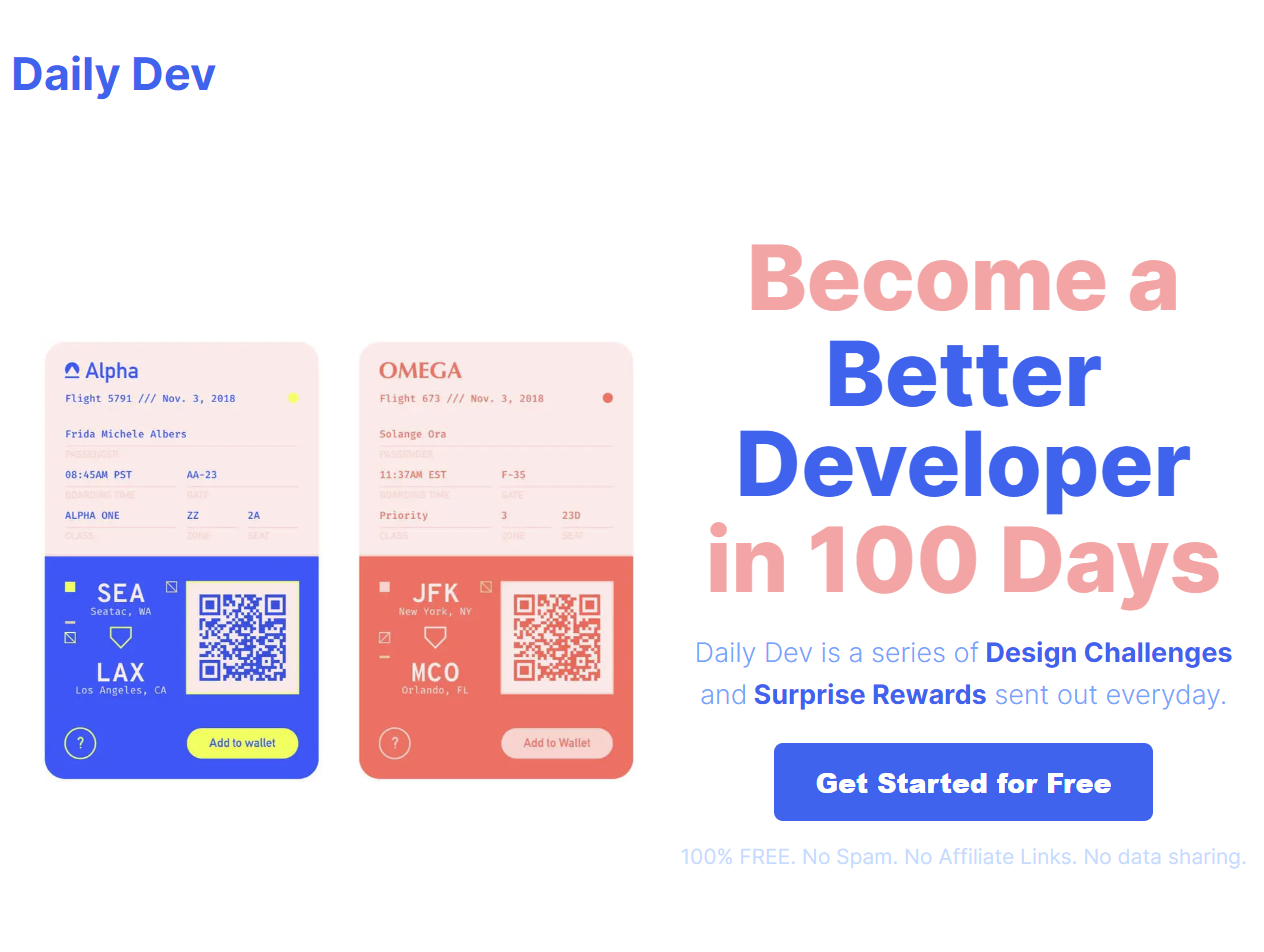 Daily Dev
Become a
Better
Developer
in 100 Days
Daily Dev is a series of Design Challenges
and Surprise Rewards sent out everyday.
Get Started for Free
100% FREE. No Spam. No Affiliate Links. No data sharing.
Alpha
Flight 5791 /// Nov. 3, 2018
Frida Michele Albers
PASSENGER
08:45AM PST AA-23
BOARDING TIME GATE
ALPHA ONE ZZ 2A
CLASS ZONE SEAT
SEA
Seatac, WA
LAX
Los Angeles, CA
?
Add to wallet
OMEGA
Flight 673 /// Nov. 3, 2018
Solange Ora
PASSENGER
11:37AM EST F-35
BOARDING TIME GATE
Priority 3 23D
CLASS ZONE SEAT
JFK
New York, NY
MCO
Orlando, FL
?
Add to Wallet